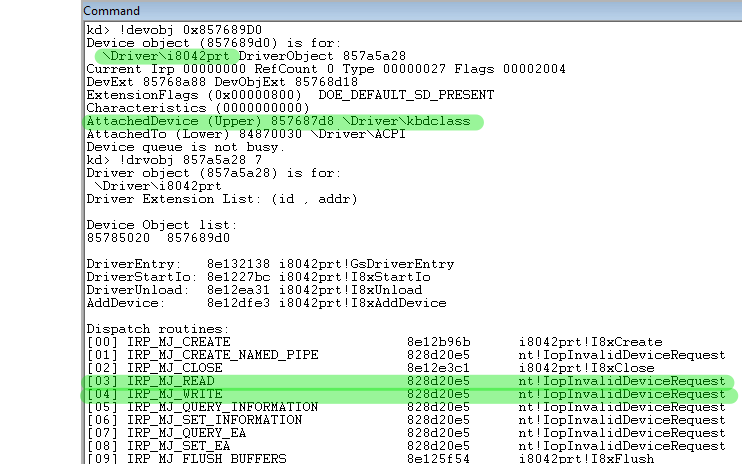 Command
kd> !devobj 0x857689D0
Device object (857689d0) is for:
\Driver\i8042prt DriverObject 857a5a28
Current Irp 00000000 RefCount 0 Type 00000027 Flags 00002004
DevExt 85768a88 DevObjExt 85768d18
ExtensionFlags (0x00000800)  DOE_DEFAULT_SD_PRESENT
Characteristics (0000000000)
AttachedDevice (Upper) 857687d8 \Driver\kbdclass
AttachedTo (Lower) 84870030 \Driver\ACPI
Device queue is not busy.
kd> !drvobj 857a5a28 7
Driver object (857a5a28) is for:
\Driver\i8042prt
Driver Extension List: (id , addr)
Device Object list:
85785020  857689d0
DriverEntry:   8e132138 i8042prt!GsDriverEntry
DriverStartIo: 8e1227bc i8042prt!I8xStartIo
DriverUnload:  8e12ea31 i8042prt!I8xUnload
AddDevice:     8e12dfe3 i8042prt!I8xAddDevice
Dispatch routines:
[00] IRP_MJ_CREATE                      8e12b96b       i8042prt!I8xCreate
[01] IRP_MJ_CREATE_NAMED_PIPE           828d20e5       nt!IopInvalidDeviceRequest
[02] IRP_MJ_CLOSE                       8e12e3c1       i8042prt!I8xClose
[03] IRP_MJ_READ                        828d20e5       nt!IopInvalidDeviceRequest
[04] IRP_MJ_WRITE                       828d20e5       nt!IopInvalidDeviceRequest
[05] IRP_MJ_QUERY_INFORMATION           828d20e5       nt!IopInvalidDeviceRequest
[06] IRP_MJ_SET_INFORMATION             828d20e5       nt!IopInvalidDeviceRequest
[07] IRP_MJ_QUERY_EA                    828d20e5       nt!IopInvalidDeviceRequest
[08] IRP_MJ_SET_EA                      828d20e5       nt!IopInvalidDeviceRequest
[09] IRP_MJ_FLUSH_BUFFERS               8e125f54       i8042prt!I8xFlush